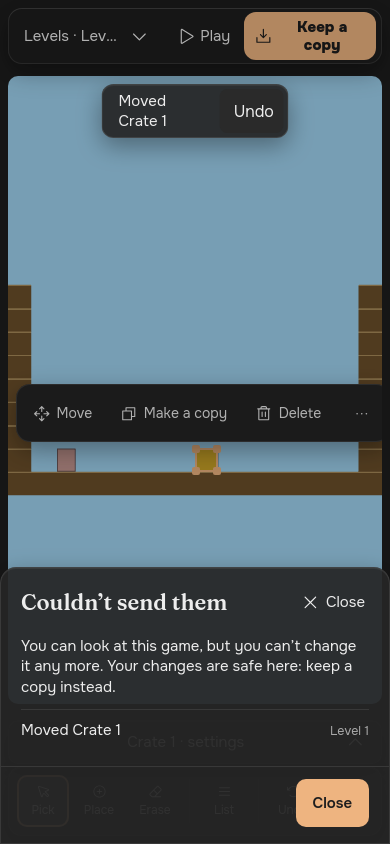 Levels · Lev...
Play
Keep a
copy
Moved
Crate 1
Undo
Move
Make a copy
Delete
...
Couldn’t send them
Close
You can look at this game, but you can’t change
it any more. Your changes are safe here: keep a
copy instead.
Moved Crate 1
Level 1
Crate 1 · settings
Pick
Place
Erase
List
Close